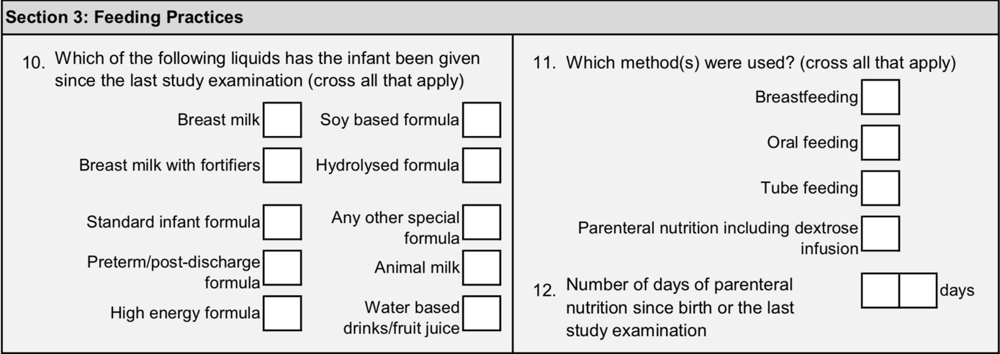 Section 3: Feeding Practices
10. Which of the following liquids has the infant been given
since the last study examination (cross all that apply)
Breast milk
Soy based formula
Breast milk with fortifiers
Hydrolysed formula
Standard infant formula
Any other special
formula
Preterm/post-discharge
formula
Animal milk
High energy formula
Water based
drinks/fruit juice
11. Which method(s) were used? (cross all that apply)
Breastfeeding
Oral feeding
Tube feeding
Parenteral nutrition including dextrose
infusion
12. Number of days of parenteral
nutrition since birth or the last
study examination
days